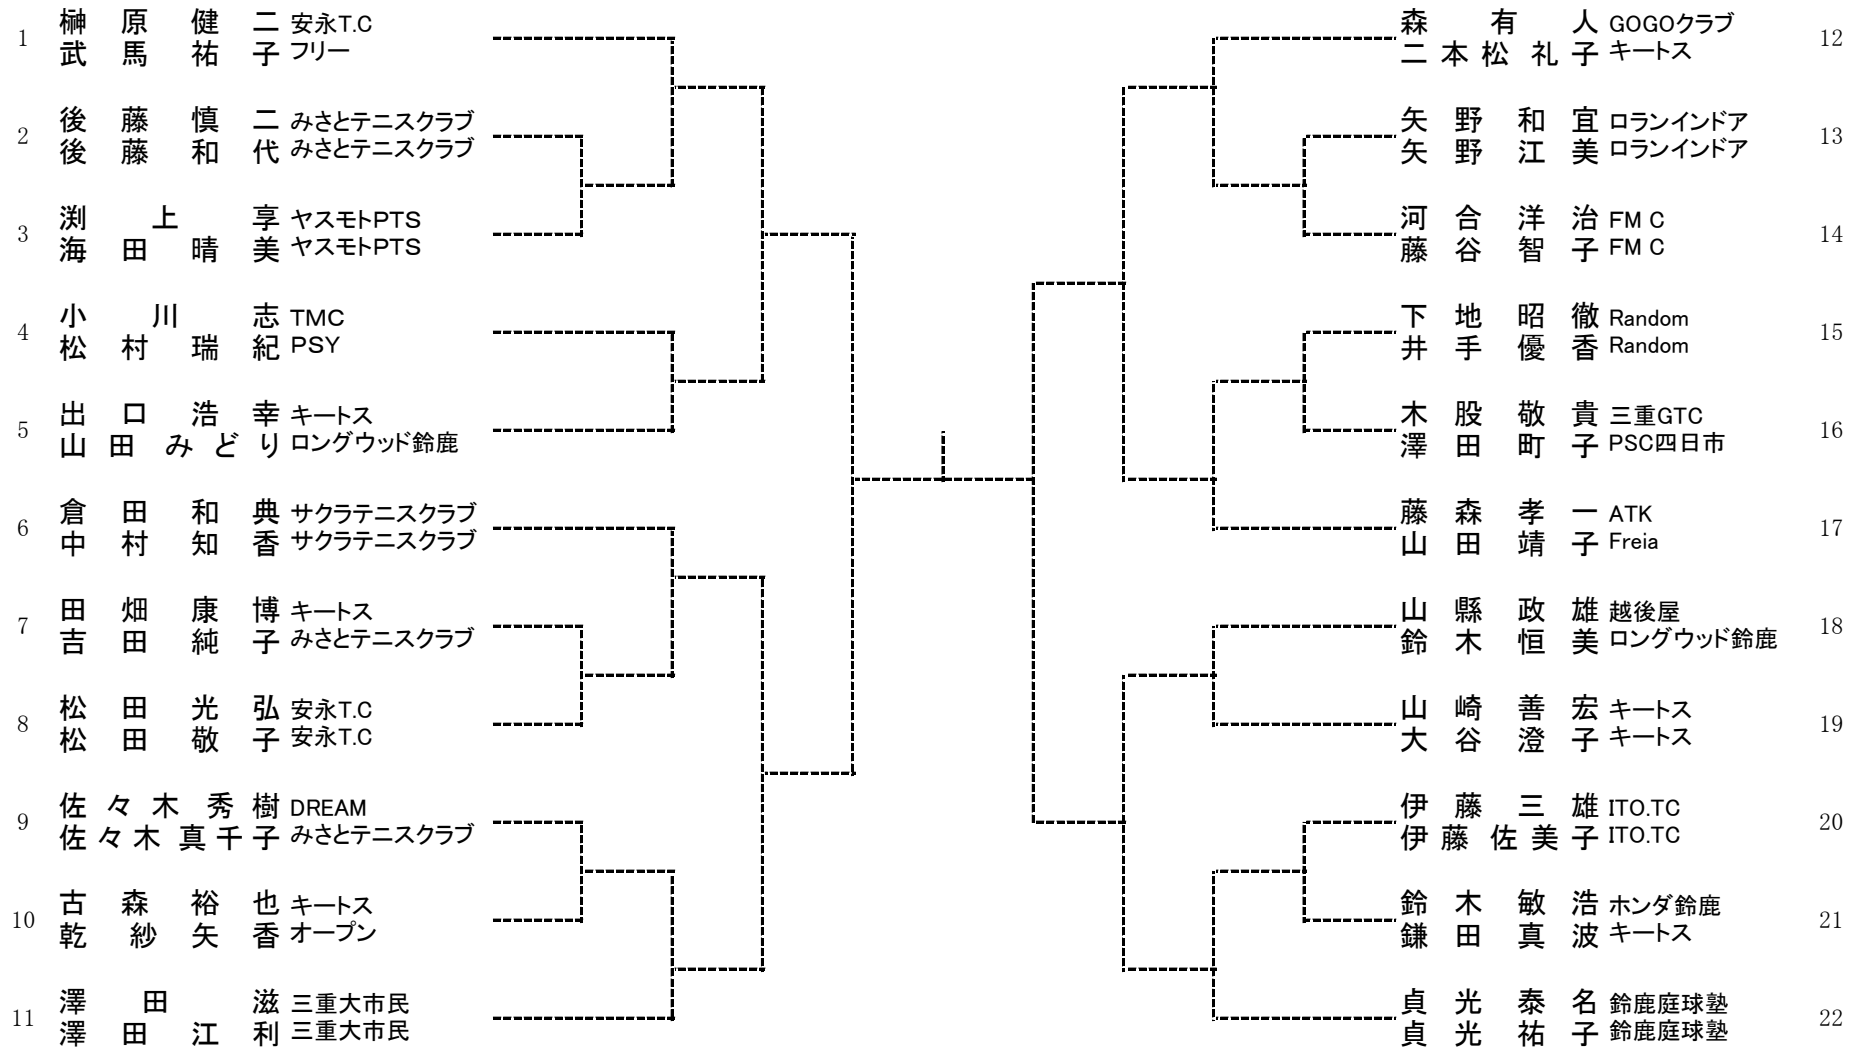 1
榊原健二 安永T.C
武馬祐子 フリー
2
後藤慎二 みさとテニスクラブ
後藤和代 みさとテニスクラブ
3
渕上享 ヤスモトPTS
海田晴美 ヤスモトPTS
4
小川志 TMC
松村瑞紀 PSY
5
出口浩幸 キートス
山田みどり ロングウッド鈴鹿
6
倉田和典 サクラテニスクラブ
中村知香 サクラテニスクラブ
7
田畑康博 キートス
吉田純子 みさとテニスクラブ
8
松田光弘 安永T.C
松田敬子 安永T.C
9
佐々木秀樹 DREAM
佐々木真千子 みさとテニスクラブ
10
古森裕也 キートス
乾紗矢香 オープン
11
澤田滋 三重大市民
澤田江利 三重大市民
森有人 GOGOクラブ
二本松礼子 キートス
12
矢野和宜 ロランインドア
矢野江美 ロランインドア
13
河合洋治 FM C
藤谷智子 FM C
14
下地昭徹 Random
井手優香 Random
15
木股敬貴 三重GTC
澤田町子 PSC四日市
16
藤森孝一 ATK
山田靖子 Freia
17
山縣政雄 越後屋
鈴木恒美 ロングウッド鈴鹿
18
山崎善宏 キートス
大谷澄子 キートス
19
伊藤三雄 ITO.TC
伊藤佐美子 ITO.TC
20
鈴木敏浩 ホンダ鈴鹿
鎌田真波 キートス
21
貞光泰名 鈴鹿庭球塾
貞光祐子 鈴鹿庭球塾
22